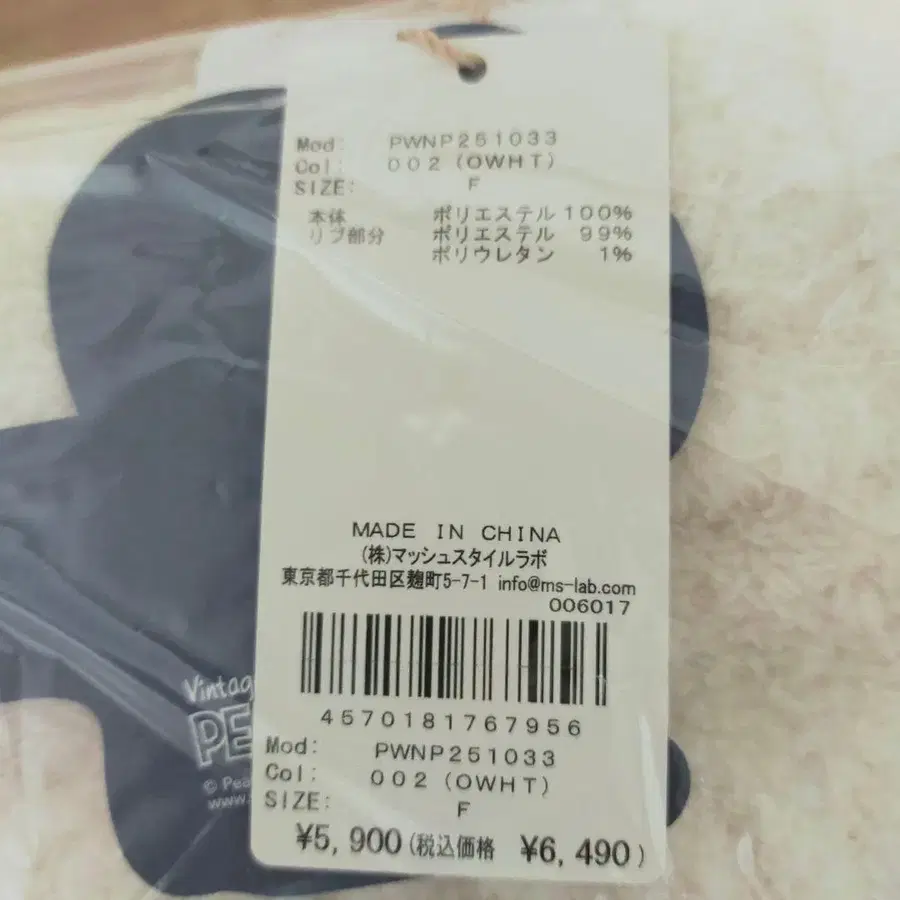 Mod: PWNP251033
Col: 002 (OWHT)
SIZE: F
本体 ポリエステル 100%
リブ部分 ポリエステル 99%
ポリウレタン 1%
MADE IN CHINA
(株)マッシュスタイルラボ
東京都千代田区麹町5-7-1 info@ms-lab.com
006017
4570181767956
Mod: PWNP251033
Col: 002 (OWHT)
SIZE: F
¥5,900(税込価格 ¥6,490)